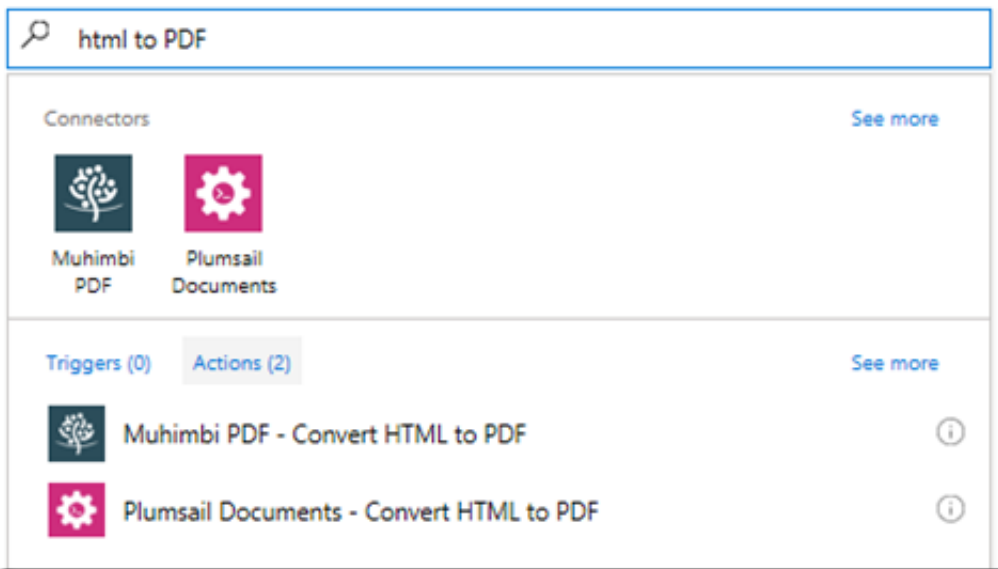 html to PDF
Connectors
See more
Muhimbi
PDF
Plumsail
Documents
Triggers (0)
Actions (2)
See more
Muhimbi PDF - Convert HTML to PDF
Plumsail Documents - Convert HTML to PDF